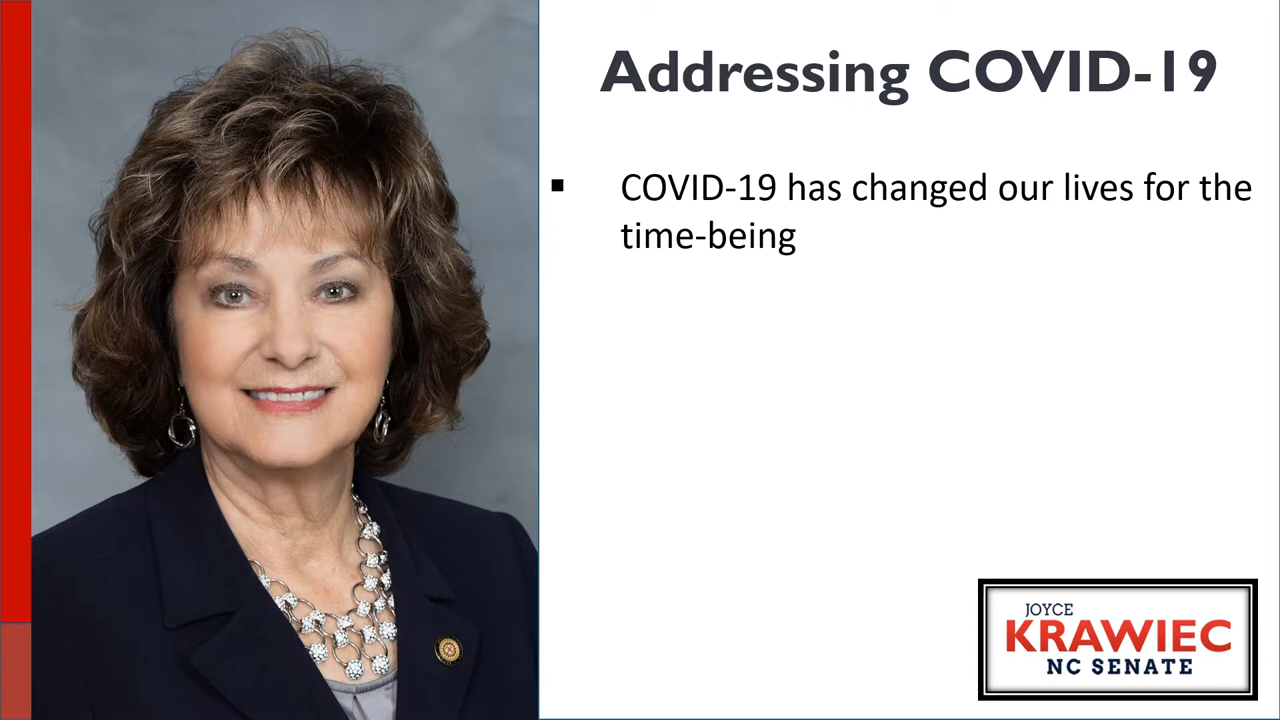 Addressing COVID-19
▪ COVID-19 has changed our lives for the
time-being
JOYCE
KRAWIEC
NC SENATE